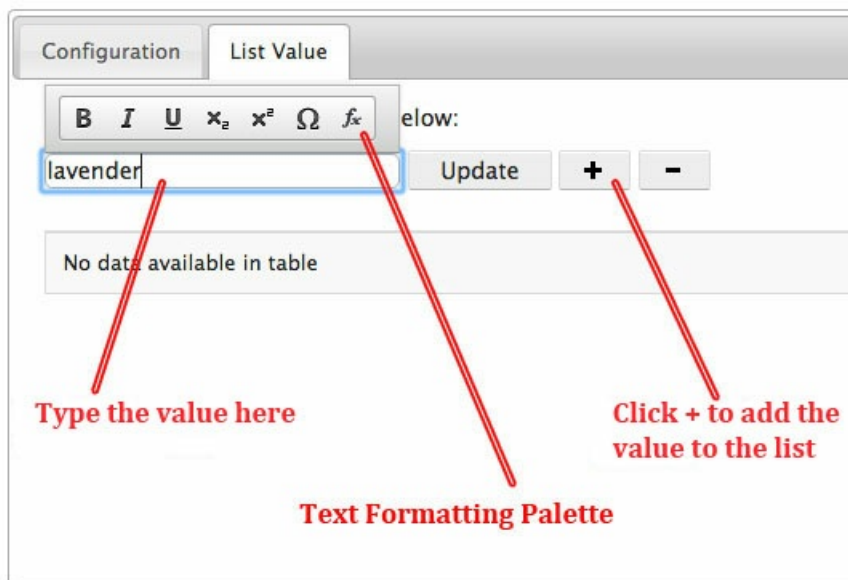 Configuration List Value
B I U x₂ x² Ω fx
elow:
lavender Update + -
No data available in table
Type the value here
Click + to add the
value to the list
Text Formatting Palette